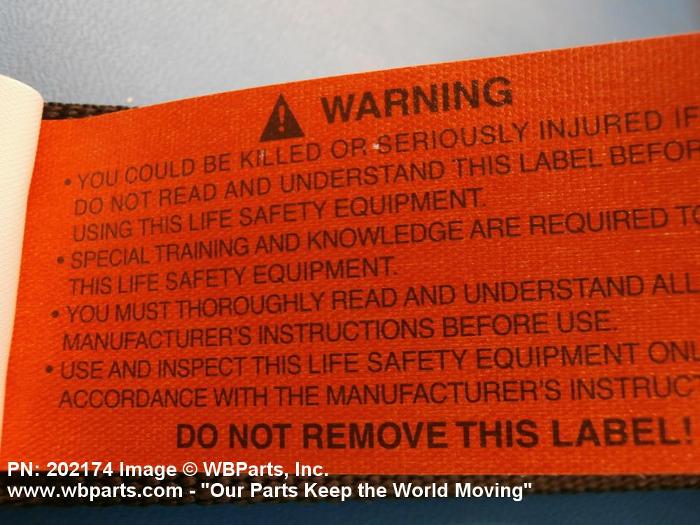 WARNING
• YOU COULD BE KILLED OR SERIOUSLY INJURED IF
DO NOT READ AND UNDERSTAND THIS LABEL BEFOR
USING THIS LIFE SAFETY EQUIPMENT.
• SPECIAL TRAINING AND KNOWLEDGE ARE REQUIRED TO
THIS LIFE SAFETY EQUIPMENT.
• YOU MUST THOROUGHLY READ AND UNDERSTAND ALL
MANUFACTURER'S INSTRUCTIONS BEFORE USE.
• USE AND INSPECT THIS LIFE SAFETY EQUIPMENT ONL
ACCORDANCE WITH THE MANUFACTURER'S INSTRUCT
DO NOT REMOVE THIS LABEL!
PN: 202174 Image © WBParts, Inc.
www.wbparts.com - "Our Parts Keep the World Moving"